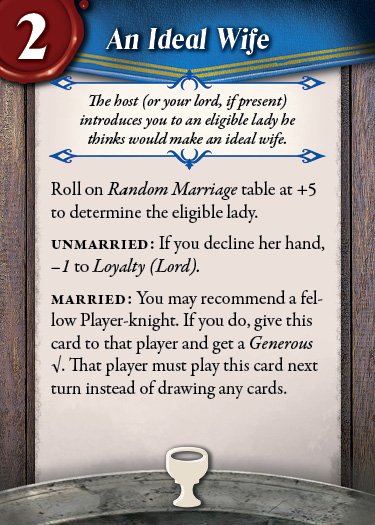 2
An Ideal Wife
The host (or your lord, if present)
introduces you to an eligible lady he
thinks would make an ideal wife.
Roll on Random Marriage table at +5
to determine the eligible lady.
UNMARRIED: If you decline her hand,
–1 to Loyalty (Lord).
MARRIED: You may recommend a fel-
low Player-knight. If you do, give this
card to that player and get a Generous
√. That player must play this card next
turn instead of drawing any cards.